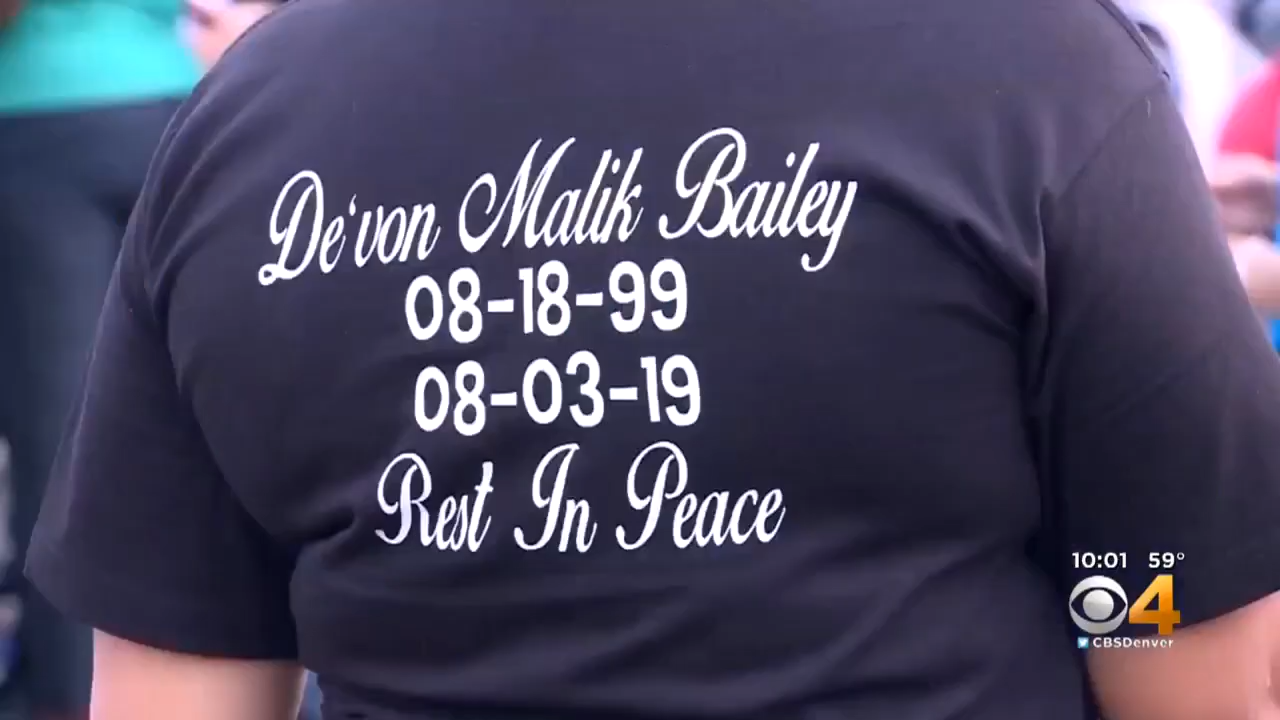 De'von Malik Bailey
08-18-99
08-03-19
Rest In Peace
10:01 59°
4
CBSDenver